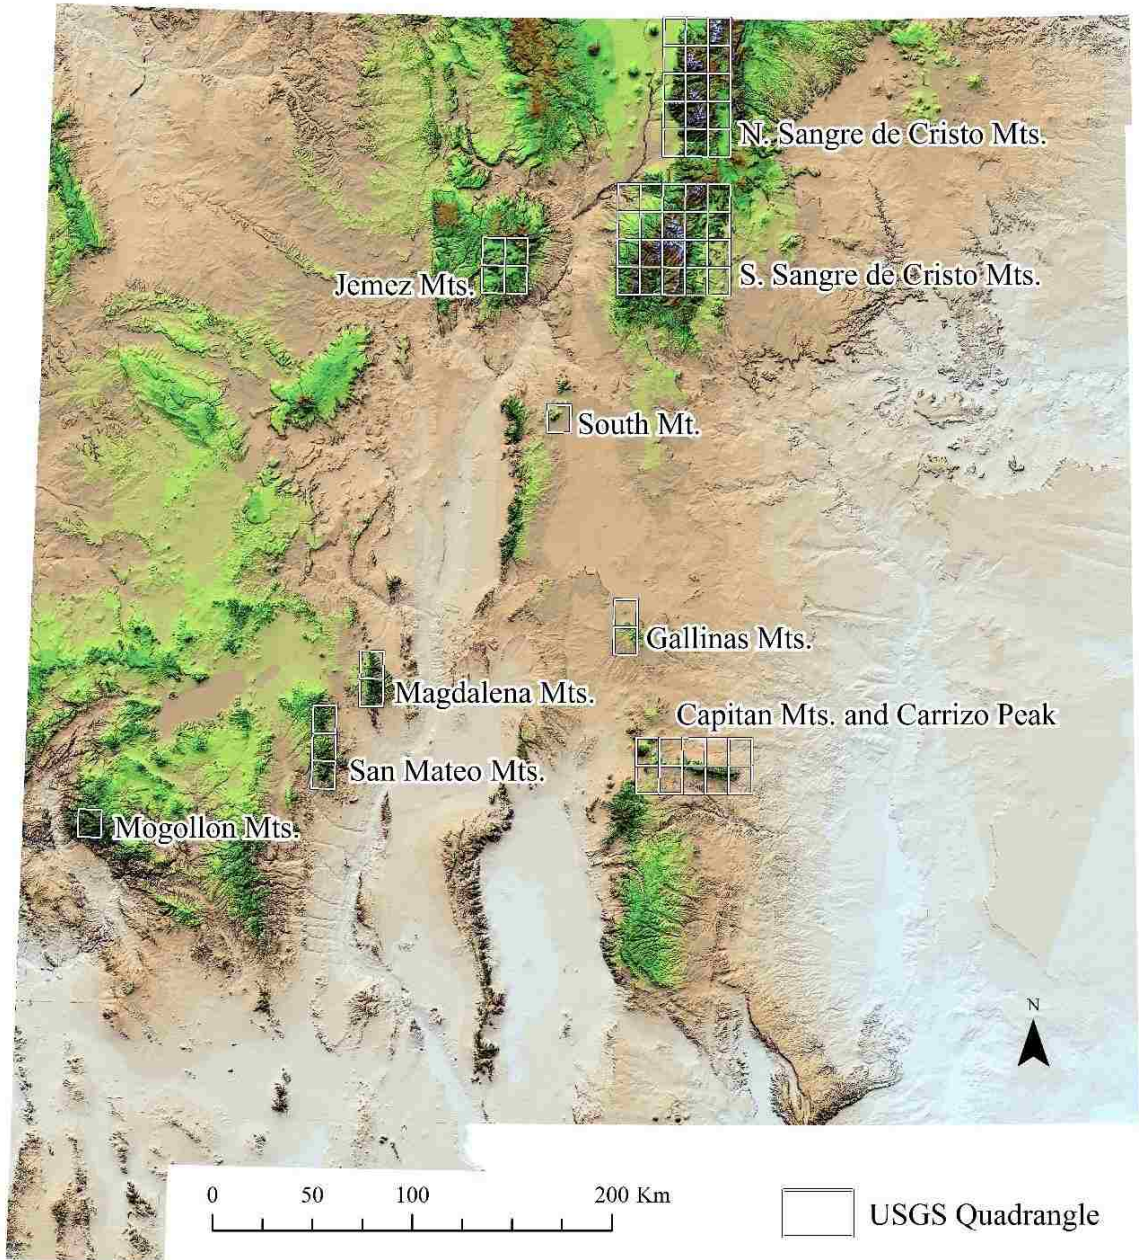 N. Sangre de Cristo Mts.
Jemez Mts.
S. Sangre de Cristo Mts.
South Mt.
Gallinas Mts.
Magdalena Mts.
Capitan Mts. and Carrizo Peak
San Mateo Mts.
Mogollon Mts.
N
0 50 100 200 Km
USGS Quadrangle